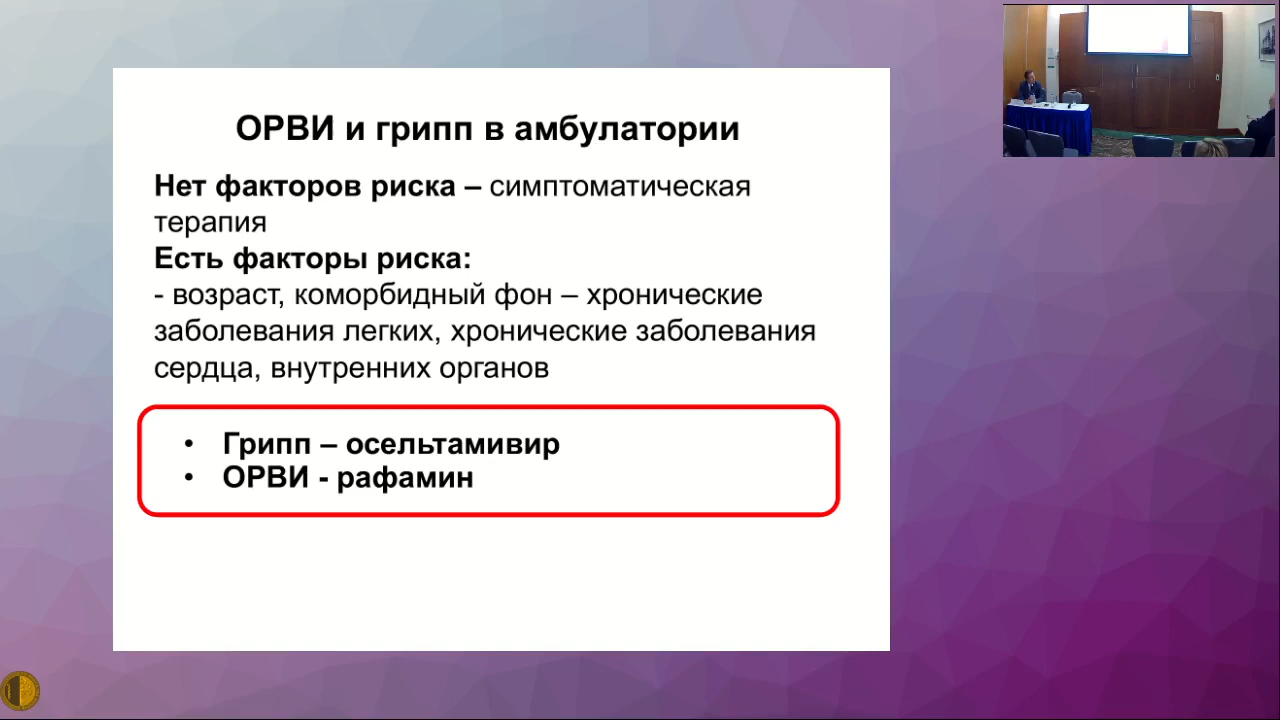 ОРВИ и грипп в амбулатории
Нет факторов риска – симптоматическая
терапия
Есть факторы риска:
- возраст, коморбидный фон – хронические
заболевания легких, хронические заболевания
сердца, внутренних органов
• Грипп – осельтамивир
• ОРВИ - рафамин